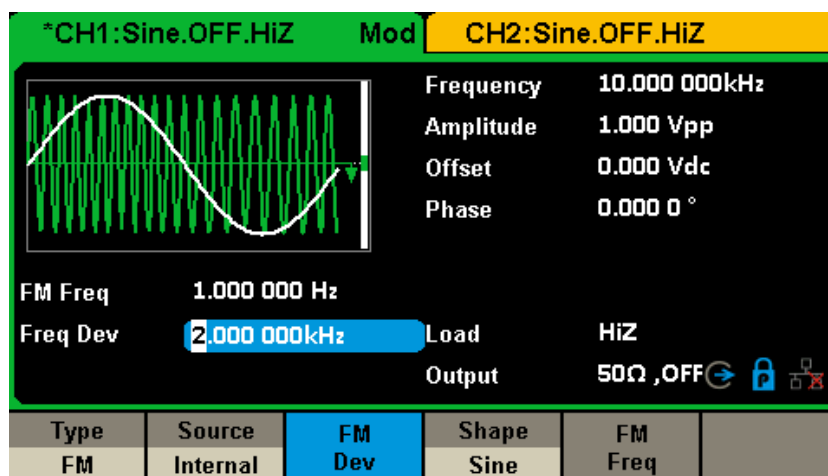 *CH1:Sine.OFF.HiZ Mod CH2:Sine.OFF.HiZ
Frequency 10.000 000kHz
Amplitude 1.000 Vpp
Offset 0.000 Vdc
Phase 0.000 0 °
FM Freq 1.000 000 Hz
Freq Dev 2.000 000kHz Load HiZ
Output 50Ω ,OFF P
Type Source FM Shape FM
FM Internal Dev Sine Freq